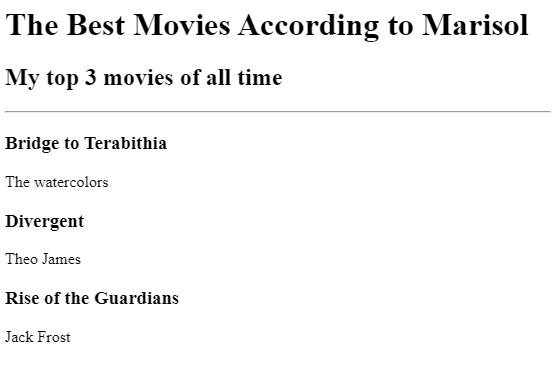 The Best Movies According to Marisol
My top 3 movies of all time
Bridge to Terabithia
The watercolors
Divergent
Theo James
Rise of the Guardians
Jack Frost